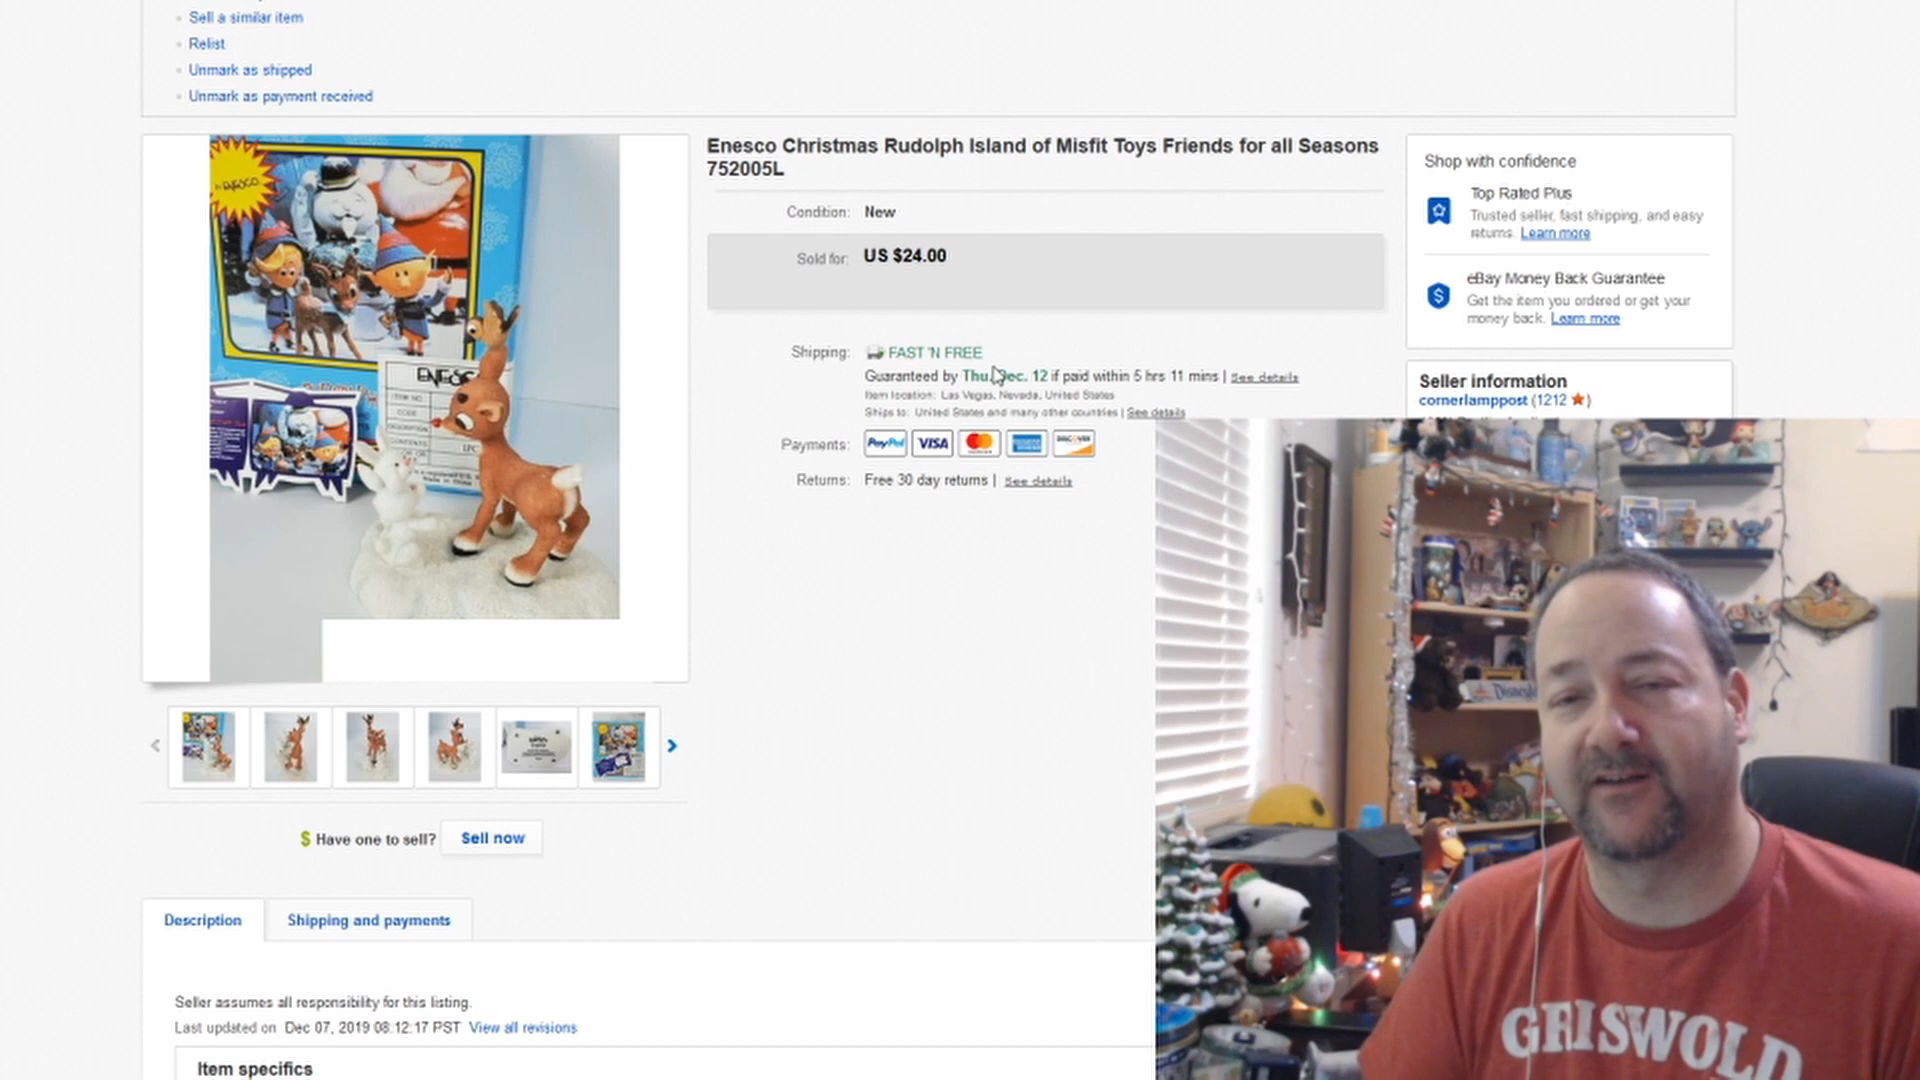 Sell a similar item
Relist
Unmark as shipped
Unmark as payment received
Enesco Christmas Rudolph Island of Misfit Toys Friends for all Seasons
752005L
Condition: New
Sold for: US $24.00
Shipping: FAST 'N FREE
Guaranteed by Thu. Dec. 12 if paid within 5 hrs 11 mins | See details
Item location: Las Vegas, Nevada, United States
Ships to: United States and many other countries | See details
Payments: PayPal VISA
Returns: Free 30 day returns | See details
Shop with confidence
Top Rated Plus
Trusted seller, fast shipping, and easy
returns. Learn more
eBay Money Back Guarantee
Get the item you ordered or get your
money back. Learn more
Seller information
cornerlamppost (1212)
ENESCO
ITEM NO.
CODE
DESCRIPTION
CONTENTS
$ Have one to sell? Sell now
Description
Shipping and payments
Seller assumes all responsibility for this listing.
Last updated on Dec 07, 2019 08:12:17 PST View all revisions
Item specifics
GRISWOLD